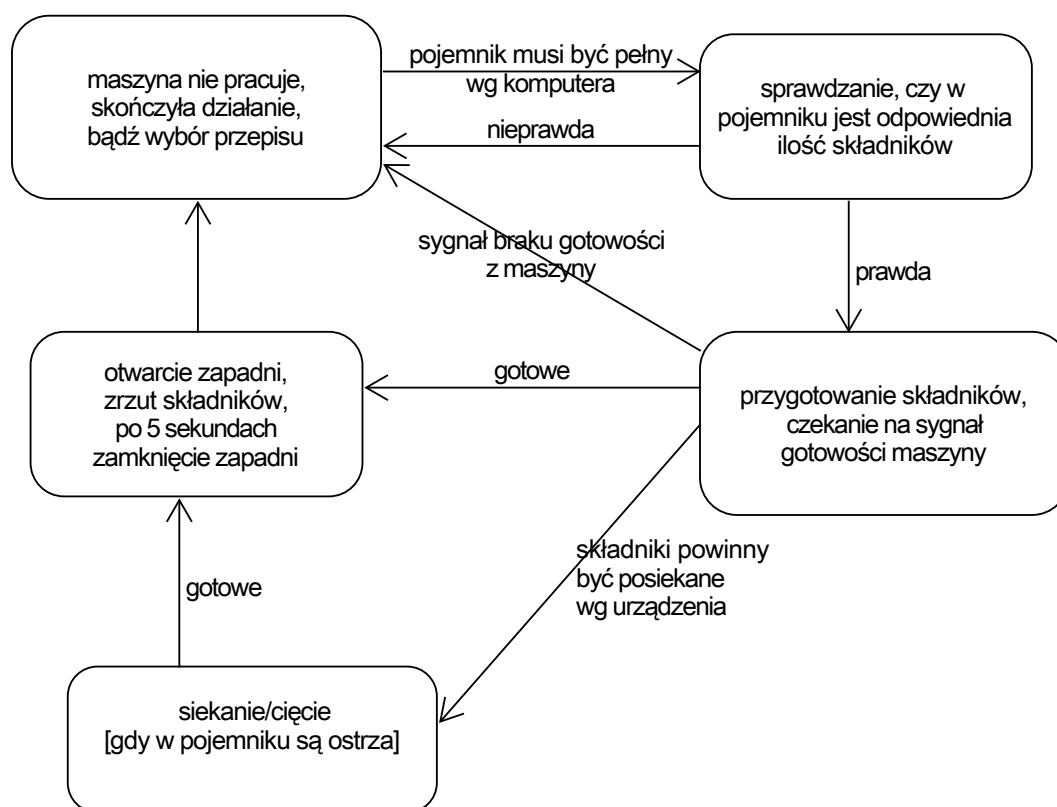 maszyna nie pracuje,
skończyła działanie,
bądź wybór przepisu
pojemnik musi być pełny
wg komputera
nieprawda
sprawdzanie, czy w
pojemniku jest odpowiednia
ilość składników
sygnał braku gotowości
z maszyny
prawda
otwarcie zapadni,
zrzut składników,
po 5 sekundach
zamknięcie zapadni
gotowe
przygotowanie składników,
czekanie na sygnał
gotowości maszyny
składniki powinny
być posiekane
wg urządzenia
gotowe
siekanie/cięcie
[gdy w pojemniku są ostrza]